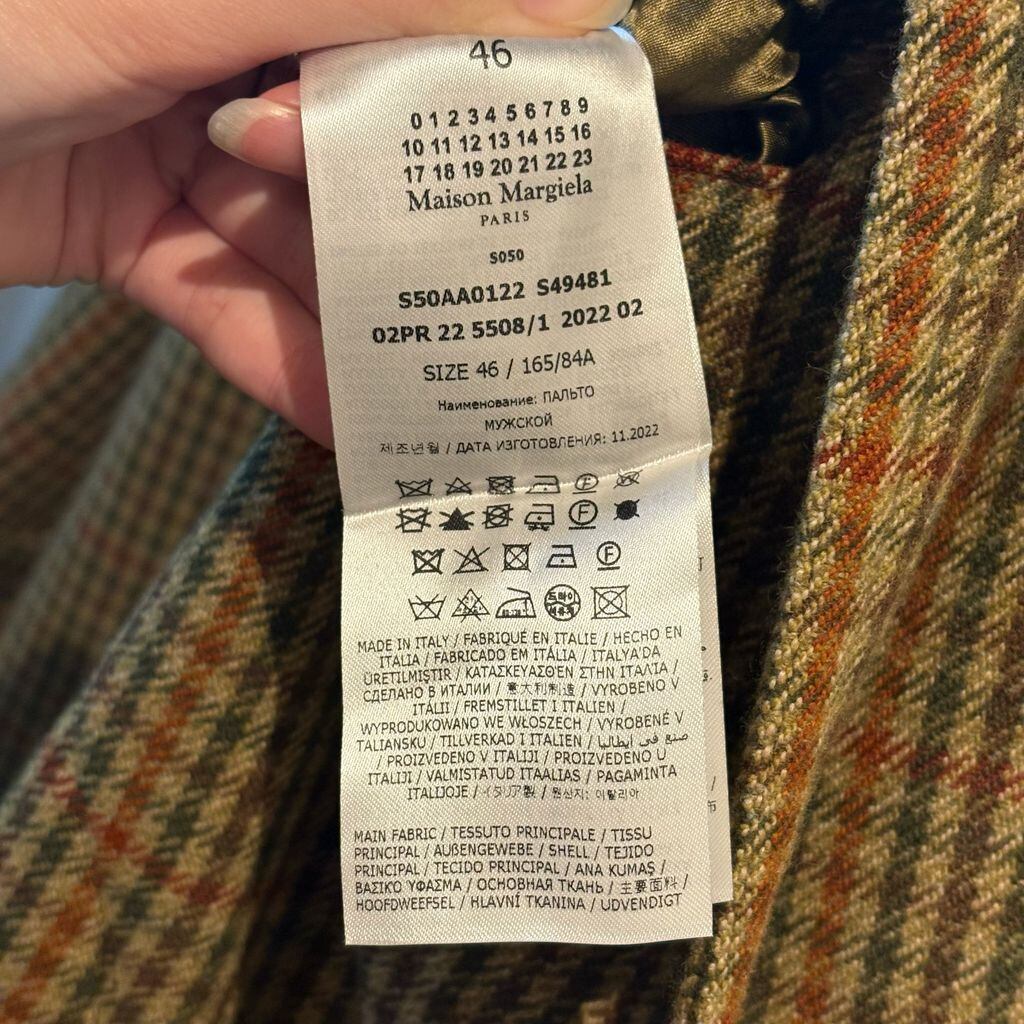 46
0 1 2 3 4 5 6 7 8 9
10 11 12 13 14 15 16
17 18 19 20 21 22 23
Maison Margiela
PARIS
S050
S50AA0122 S49481
02PR 22 5508/1 2022 02
SIZE 46 / 165/84A
Наименование: ПАЛЬТО
МУЖСКОЙ
제조년월 / ДАТА ИЗГОТОВЛЕНИЯ: 11.2022
MADE IN ITALY / FABRIQUÉ EN ITALIE / HECHO EN
ITALIA / FABRICADO EM ITÁLIA / ITALYA'DA
ÜRETILMIŞTIR / ΚΑΤΑΣΚΕΥΑΣΘΕΝ ΣΤΗΝ ΙΤΑΛΙΑ /
СДЕЛАНО В ИТАЛИИ / 意大利制造 / VYROBENO V
ITÁLII / FREMSTILLET I ITALIEN /
WYPRODUKOWANO WE WŁOSZECH / VYROBENÉ V
TALIANSKU / TILLVERKAD I ITALIEN / صنع في ايطاليا
/ PROIZVEDENO V ITALIJI / PROIZVEDENO U
ITALIJI / VALMISTATUD ITAALIAS / PAGAMINTA
ITALIJOJE / イタリア製 / 원산지: 이탈리아
MAIN FABRIC / TESSUTO PRINCIPALE / TISSU
PRINCIPAL / AUßENGEWEBE / SHELL / TEJIDO
PRINCIPAL / TECIDO PRINCIPAL / ANA KUMAŞ /
ΒΑΣΙΚΌ ΥΦΑΣΜΑ / ОСНОВНАЯ ТКАНЬ / 主要面料 /
HOOFDWEEFSEL / HLAVNÍ TKANINA / UDVENDIGT